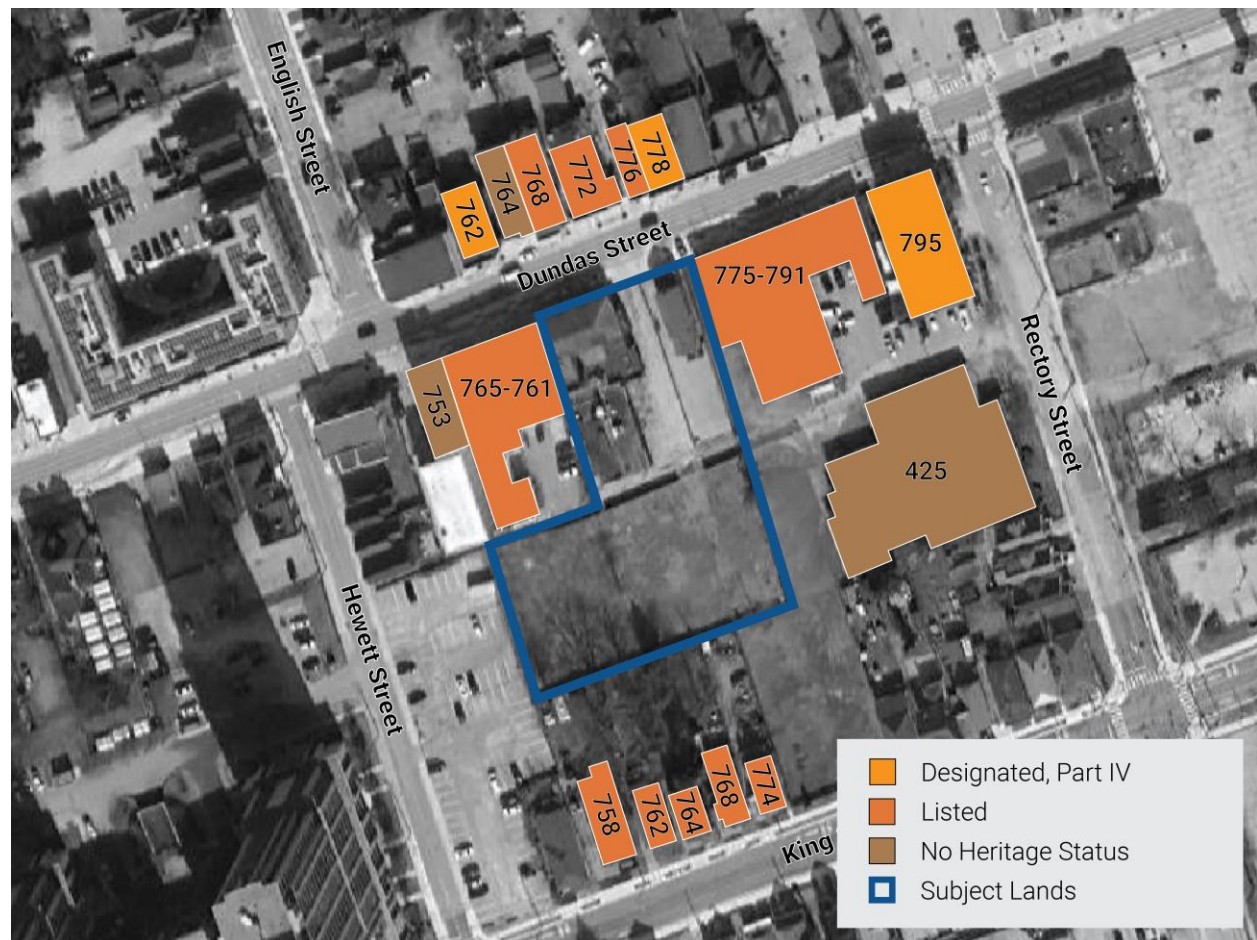 English Street
762
764
768
772
776
778
Dundas Street
775-791
795
753
765-761
425
Rectory Street
Hewett Street
758
762
764
768
774
King
Designated, Part IV
Listed
No Heritage Status
Subject Lands